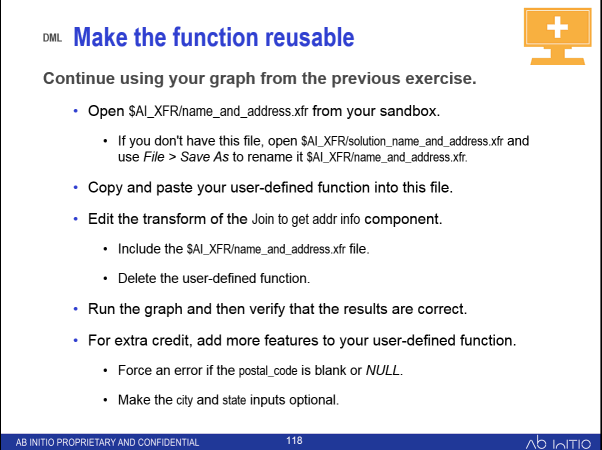 DML Make the function reusable
Continue using your graph from the previous exercise.
• Open $AI_XFR/name_and_address.xfr from your sandbox.
• If you don't have this file, open $AI_XFR/solution_name_and_address.xfr and
use File > Save As to rename it $AI_XFR/name_and_address.xfr.
• Copy and paste your user-defined function into this file.
• Edit the transform of the Join to get addr info component.
• Include the $AI_XFR/name_and_address.xfr file.
• Delete the user-defined function.
• Run the graph and then verify that the results are correct.
• For extra credit, add more features to your user-defined function.
• Force an error if the postal_code is blank or NULL.
• Make the city and state inputs optional.
AB INITIO PROPRIETARY AND CONFIDENTIAL 118 Ab InITIO